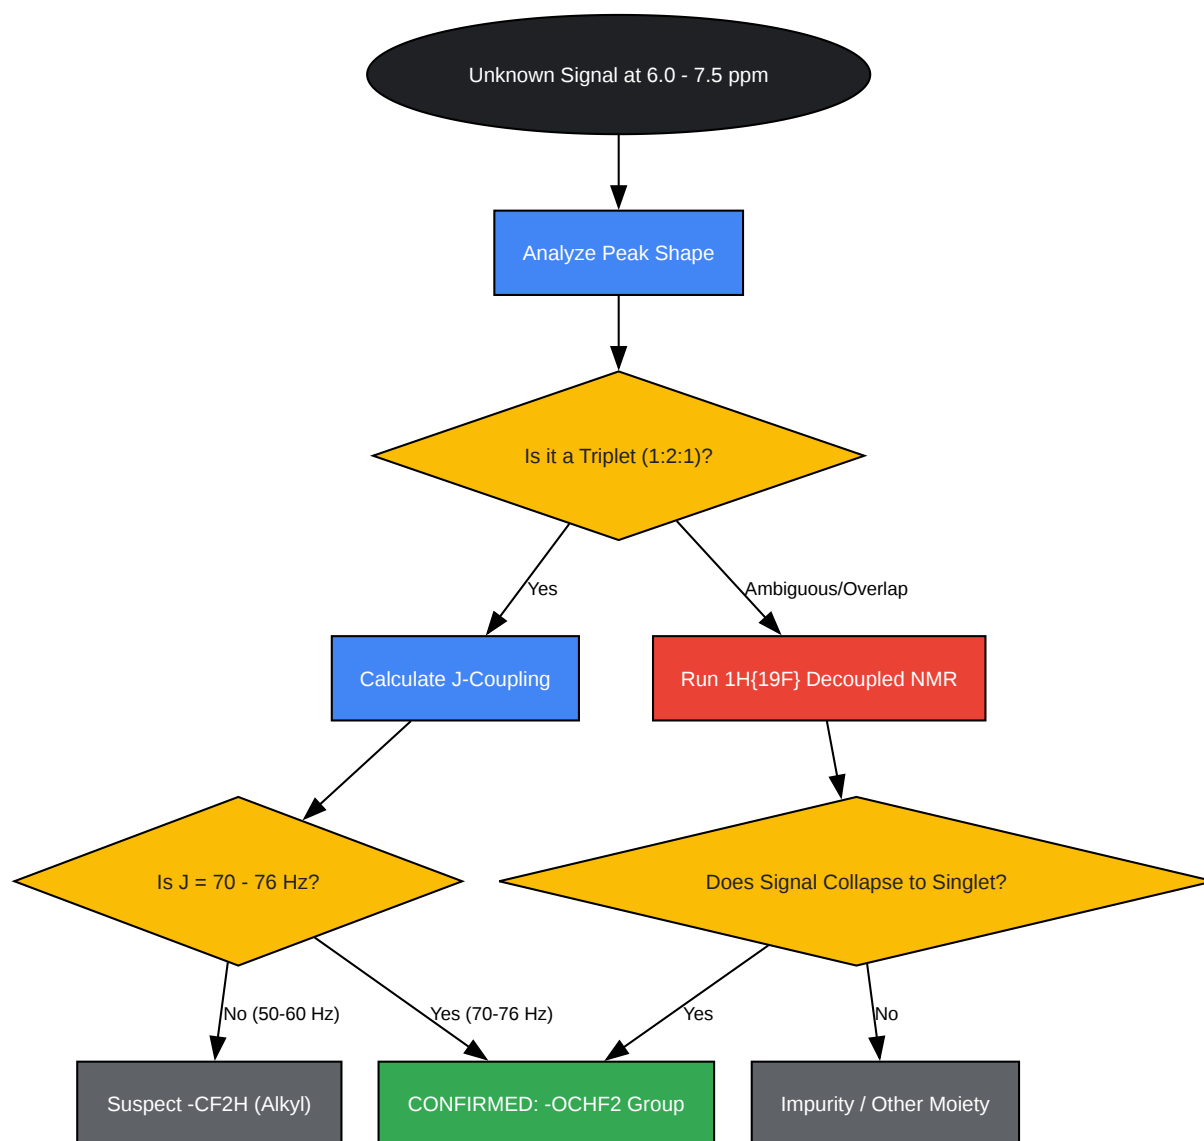 Unknown Signal at 6.0 - 7.5 ppm
Analyze Peak Shape
Is it a Triplet (1:2:1)?
Yes
Ambiguous/Overlap
Calculate J-Coupling
Run 1H{19F} Decoupled NMR
Is J = 70 - 76 Hz?
Does Signal Collapse to Singlet?
No (50-60 Hz)
Yes (70-76 Hz)
Yes
No
Suspect -CF2H (Alkyl)
CONFIRMED: -OCHF2 Group
Impurity / Other Moiety